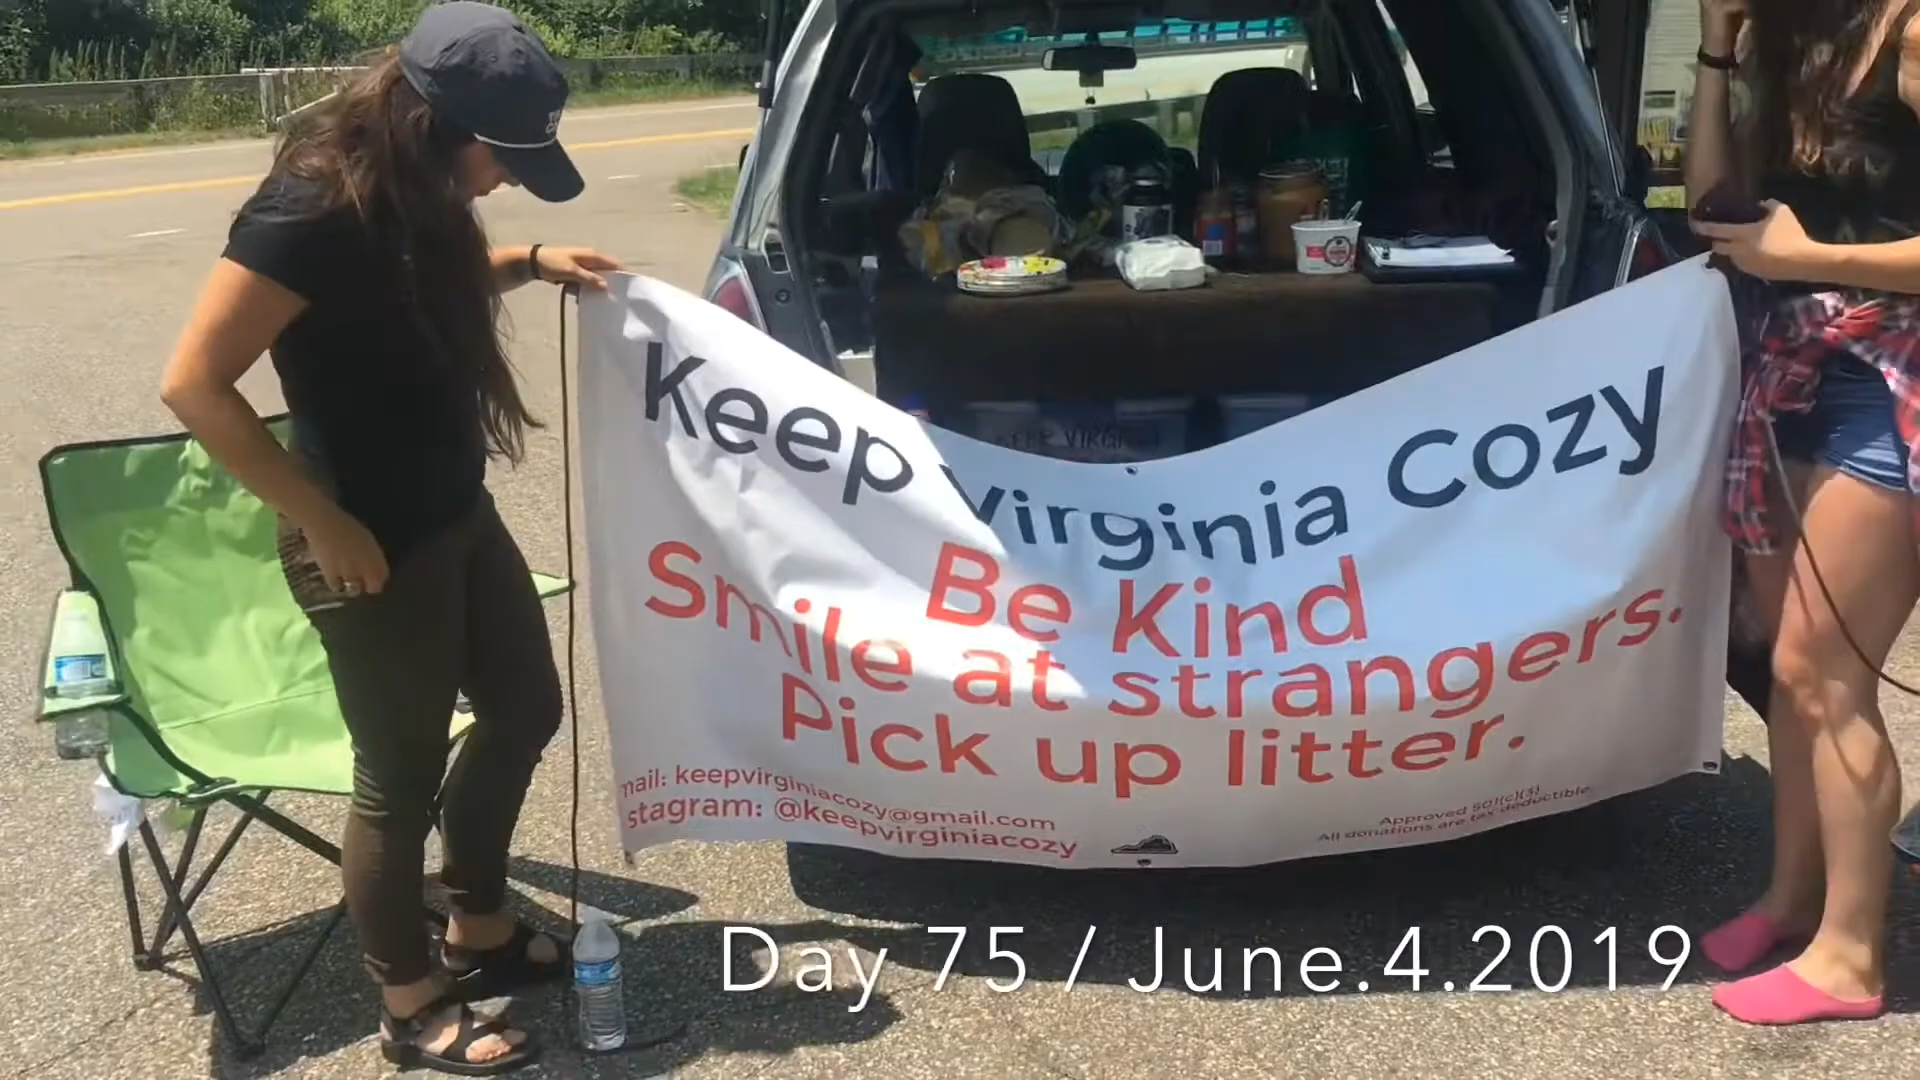 Keep Virginia Cozy
Be Kind
Smile at strangers.
Pick up litter.
mail: keepvirginiacozy@gmail.com
stagram: @keepvirginiacozy
Approved 501(c)(3)
All donations are tax deductible.
Day 75 / June.4.2019